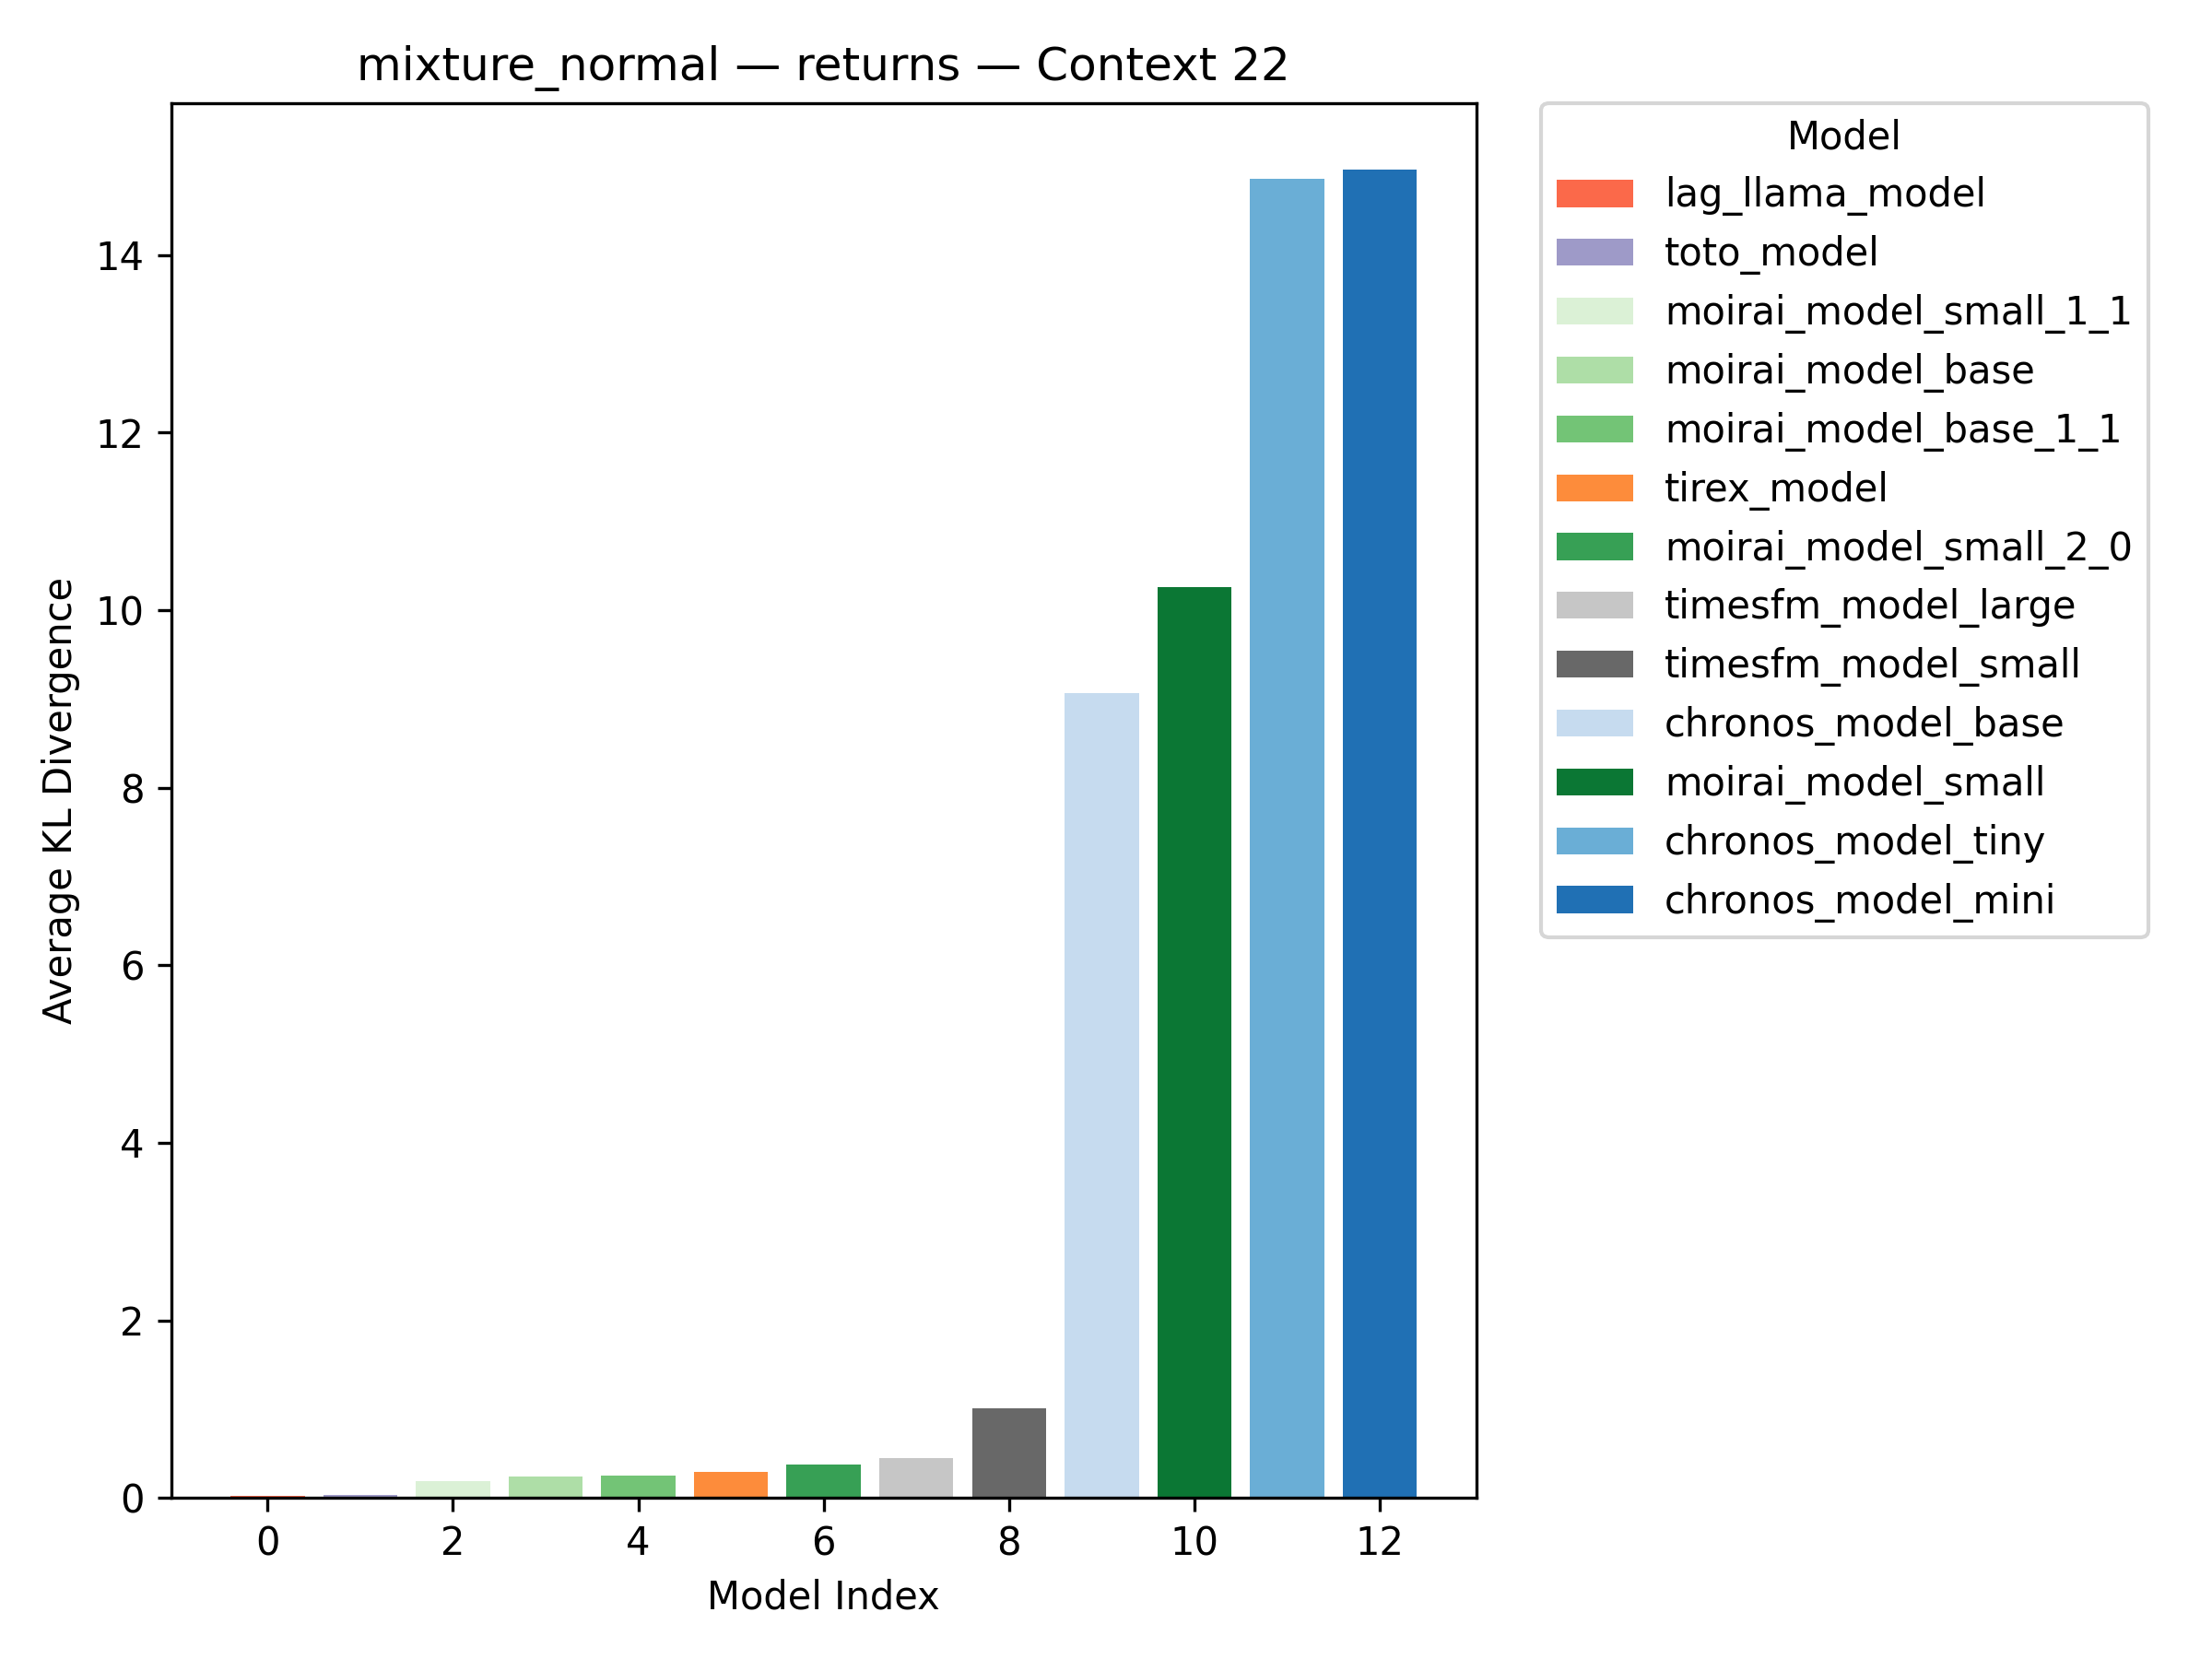 mixture_normal — returns — Context 22
Average KL Divergence
14
12
10
8
6
4
2
0
0 2 4 6 8 10 12
Model Index
Model
lag_llama_model
toto_model
moirai_model_small_1_1
moirai_model_base
moirai_model_base_1_1
tirex_model
moirai_model_small_2_0
timesfm_model_large
timesfm_model_small
chronos_model_base
moirai_model_small
chronos_model_tiny
chronos_model_mini